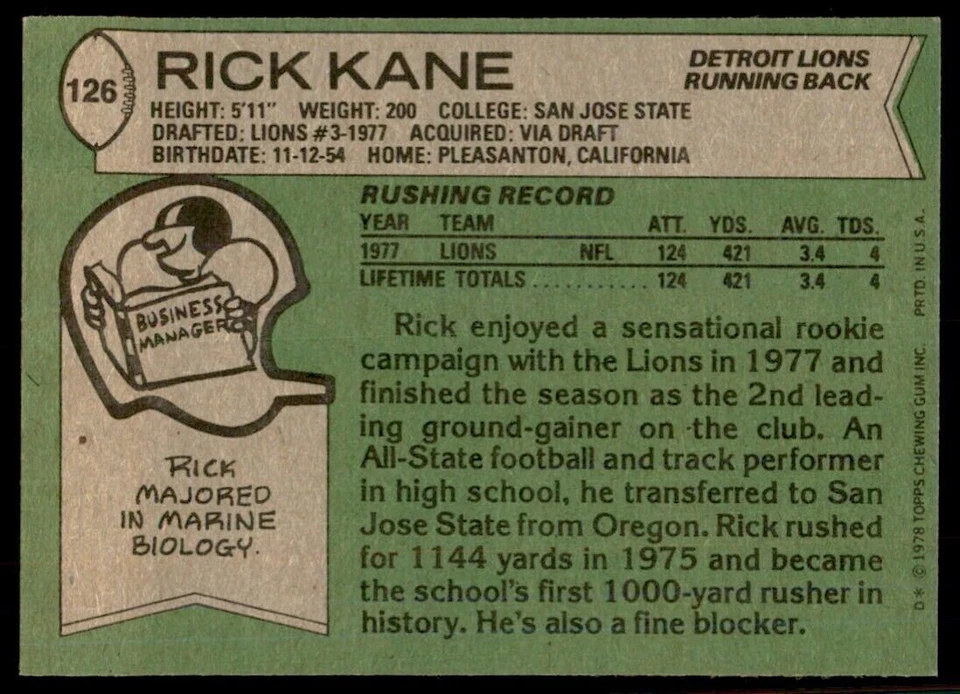 126
RICK KANE
DETROIT LIONS
RUNNING BACK
HEIGHT: 5'11" WEIGHT: 200 COLLEGE: SAN JOSE STATE
DRAFTED: LIONS #3-1977 ACQUIRED: VIA DRAFT
BIRTHDATE: 11-12-54 HOME: PLEASANTON, CALIFORNIA
BUSINESS
MANAGER
RICK
MAJORED
IN MARINE
BIOLOGY.
RUSHING RECORD
YEAR TEAM ATT. YDS. AVG. TDS.
1977 LIONS NFL 124 421 3.4 4
LIFETIME TOTALS ........... 124 421 3.4 4
Rick enjoyed a sensational rookie
campaign with the Lions in 1977 and
finished the season as the 2nd lead-
ing ground-gainer on the club. An
All-State football and track performer
in high school, he transferred to San
Jose State from Oregon. Rick rushed
for 1144 yards in 1975 and became
the school's first 1000-yard rusher in
history. He's also a fine blocker.
D* © 1978 TOPPS CHEWING GUM INC. PRTD. IN U.S.A.